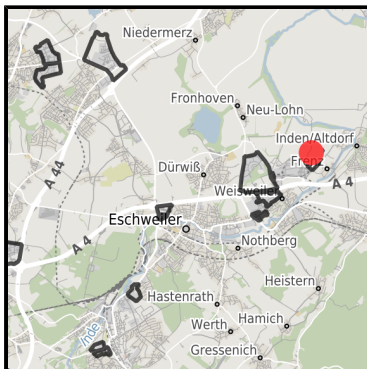 Niedermerz
Fronhoven
Neu-Lohn
Inden/Altdorf
Frenz
Dürwiß
A 44
Weisweiler
A 4
Eschweiler
A 4
Nothberg
Heistern
Inde
Hastenrath
Hamich
Werth
Gressenich